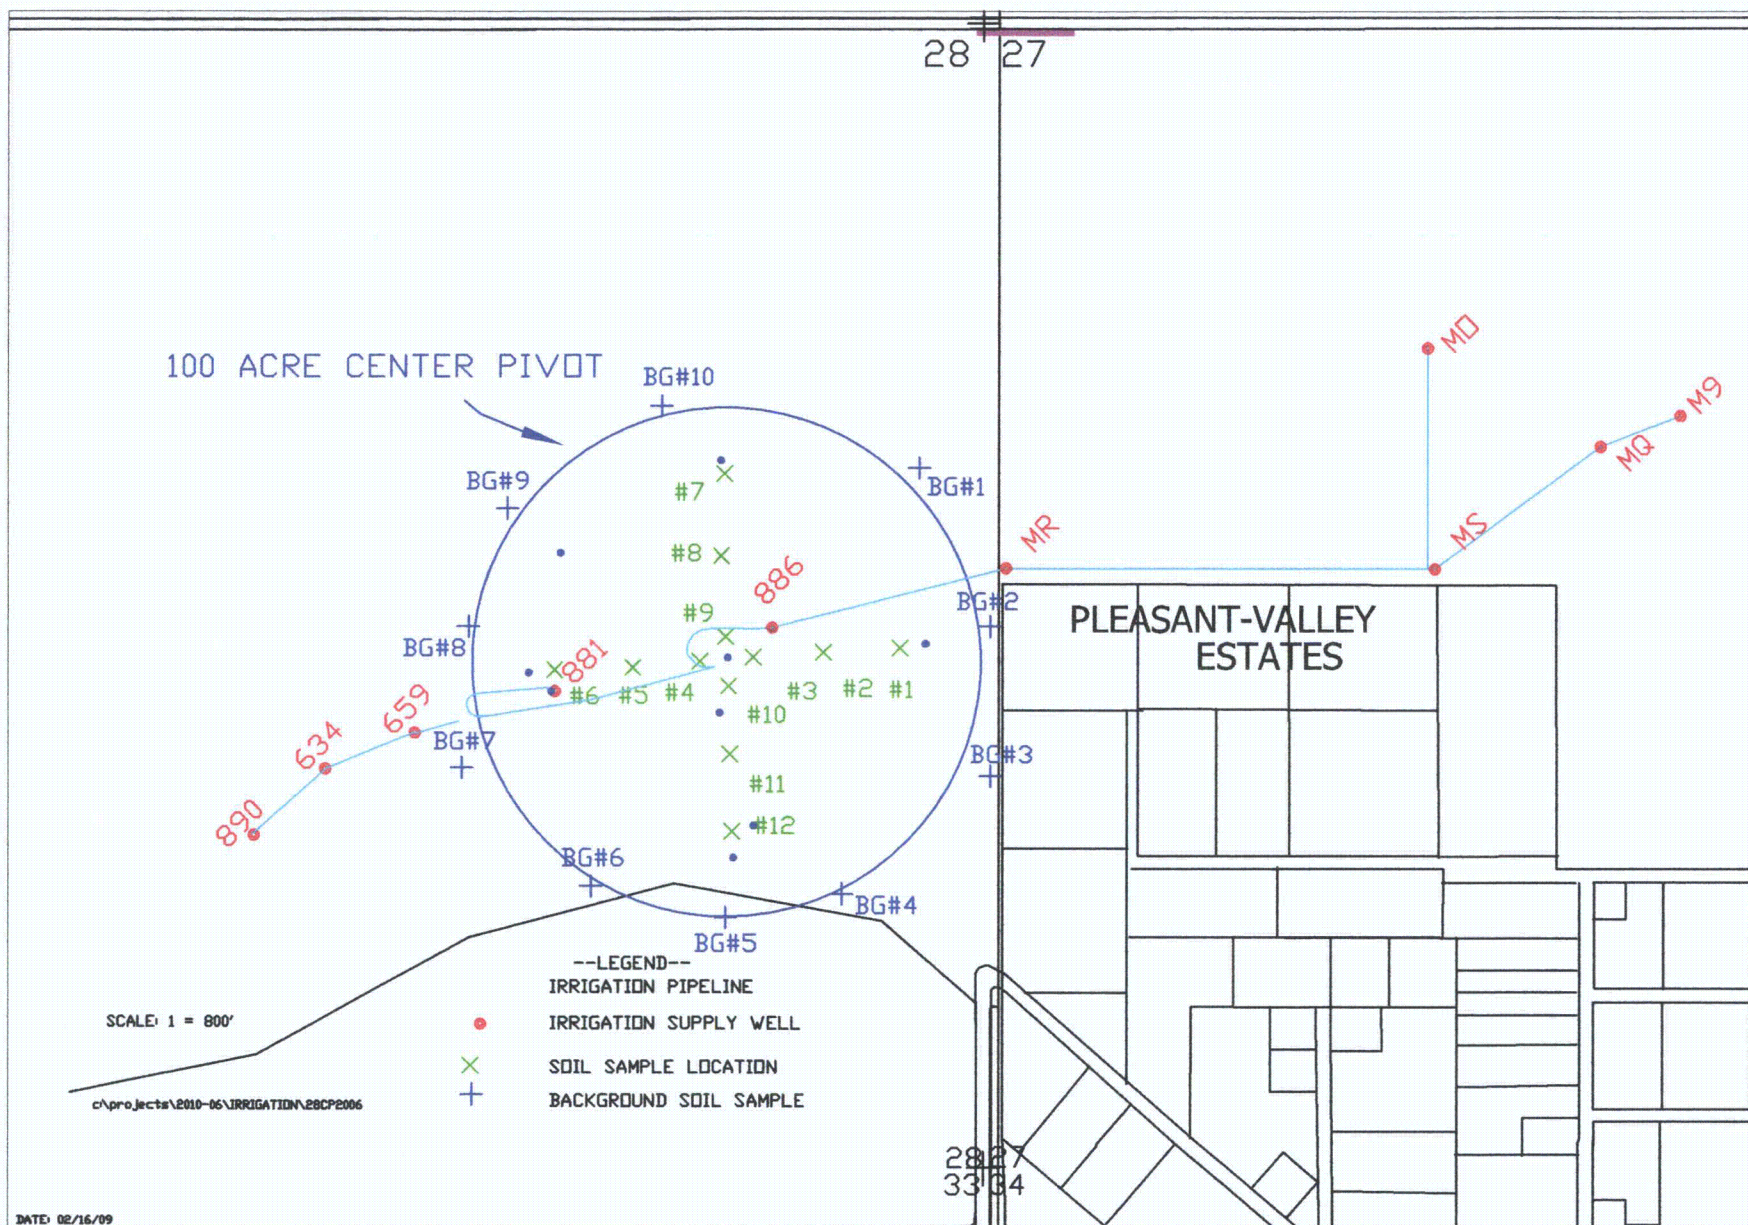 28 27
MO
100 ACRE CENTER PIVOT
BG#10
M9
MQ
BG#9
BG#1
#7
MS
MR
#8
886
BG#2
#9
PLEASANT-VALLEY
ESTATES
BG#8
881
#6
#5
#4
#3
#2
#1
659
#10
634
BG#7
BG#3
#11
890
#12
BG#6
BG#4
BG#5
--LEGEND--
IRRIGATION PIPELINE
SCALE: 1 = 800'
IRRIGATION SUPPLY WELL
SOIL SAMPLE LOCATION
BACKGROUND SOIL SAMPLE
c:\projects\2010-06\IRRIGATION\28CP2006
28 27
33 34
DATE: 02/16/09